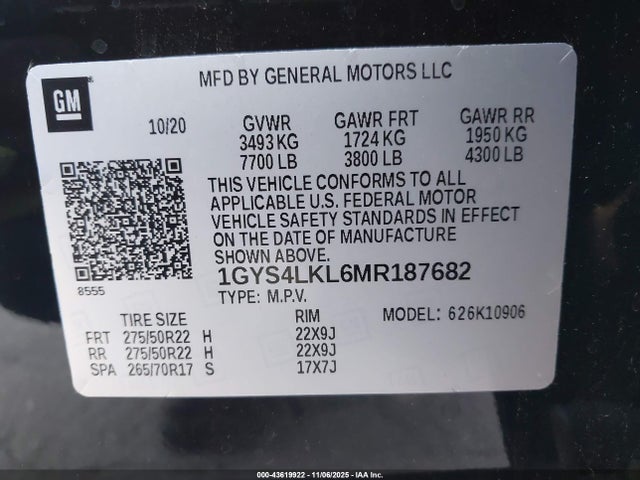 GM
MFD BY GENERAL MOTORS LLC
10/20 GVWR GAWR FRT GAWR RR
3493 KG 1724 KG 1950 KG
7700 LB 3800 LB 4300 LB
THIS VEHICLE CONFORMS TO ALL
APPLICABLE U.S. FEDERAL MOTOR
VEHICLE SAFETY STANDARDS IN EFFECT
ON THE DATE OF MANUFACTURE
SHOWN ABOVE.
8555
1GYS4LKL6MR187682
TYPE: M.P.V.
MODEL: 626K10906
TIRE SIZE RIM
FRT 275/50R22 H 22X9J
RR 275/50R22 H 22X9J
SPA 265/70R17 S 17X7J
000-43619922 - 11/06/2025 - IAA Inc.